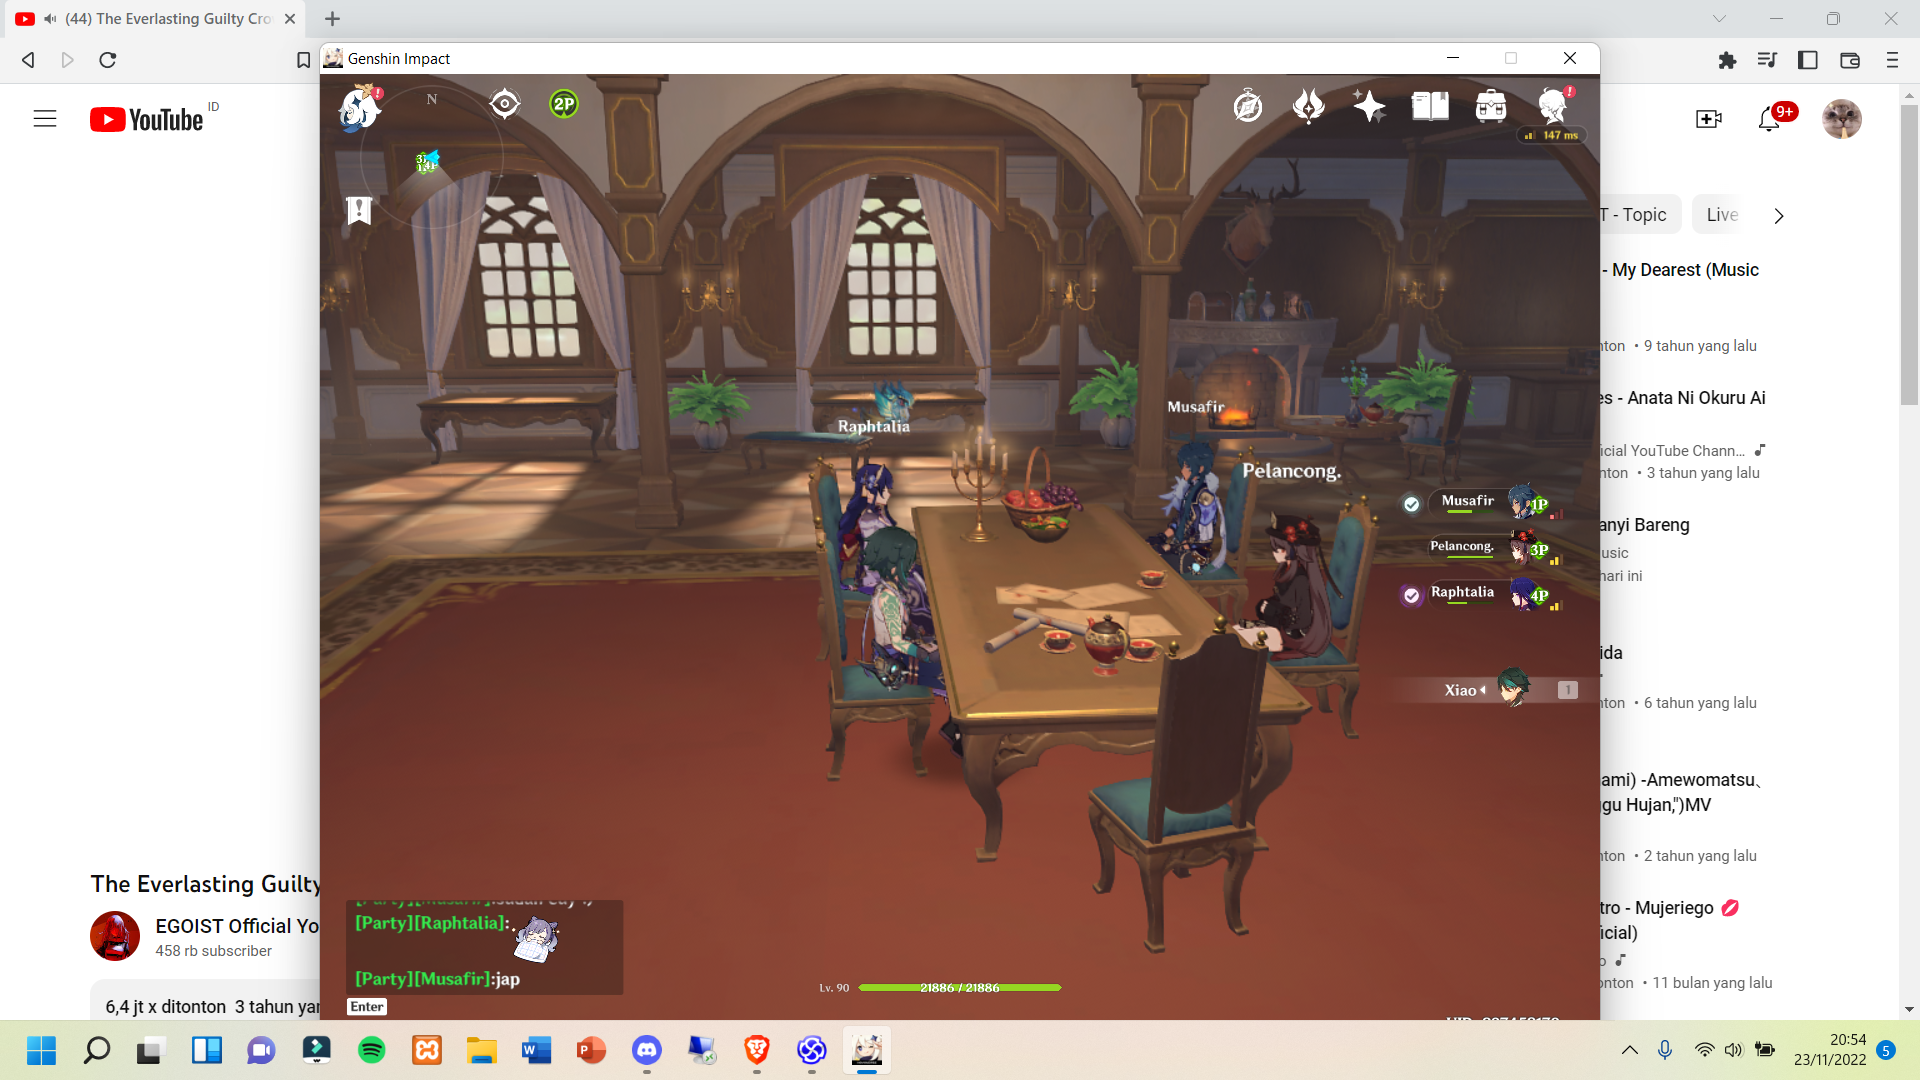 (44) The Everlasting Guilty Cro
Genshin Impact
YouTube
ID
9+
N
2P
147 ms
T - Topic
Live
- My Dearest (Music
9 tahun yang lalu
es - Anata Ni Okuru Ai
icial YouTube Chann...
nton • 3 tahun yang lalu
anyi Bareng
usic
hari ini
ida
nton • 6 tahun yang lalu
ami) -Amewomatsu、
ggu Hujan,")MV
nton • 2 tahun yang lalu
tro - Mujeriego 💋
icial)
onton • 11 bulan yang lalu
Raphtalia
Musafir
Pelancong.
Musafir 1P
Pelancong. 3P
Raphtalia 4P
Xiao 1
[Party][Raphtalia]:
[Party][Musafir]:jap
Enter
Lv. 90 21886 / 21886
The Everlasting Guilty
EGOIST Official Yo
458 rb subscriber
6,4 jt x ditonton 3 tahun yan
20:54
23/11/2022
5